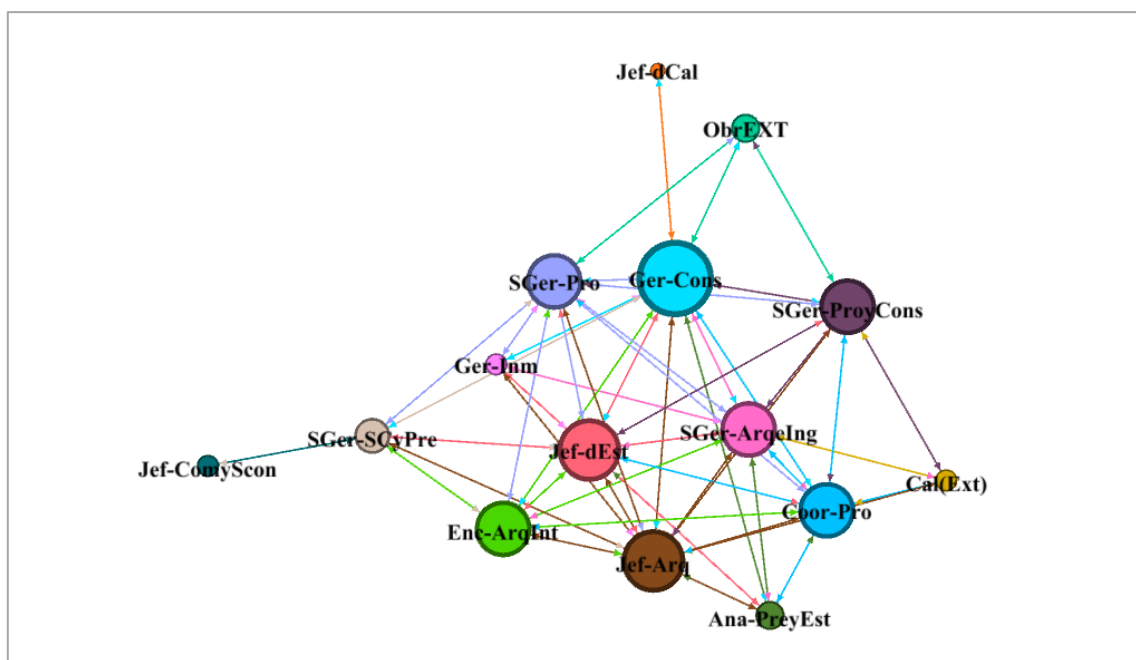 Jef-dCal
ObrEXT
SGer-Pro
Ger-Cons
SGer-ProyCons
Ger-Inm
SGer-SCyPre
Jef-dEst
SGer-ArqeIng
Jef-ComyScon
Cal(Ext)
Enc-ArqInt
Coor-Pro
Jef-Arq
Ana-PreyEst